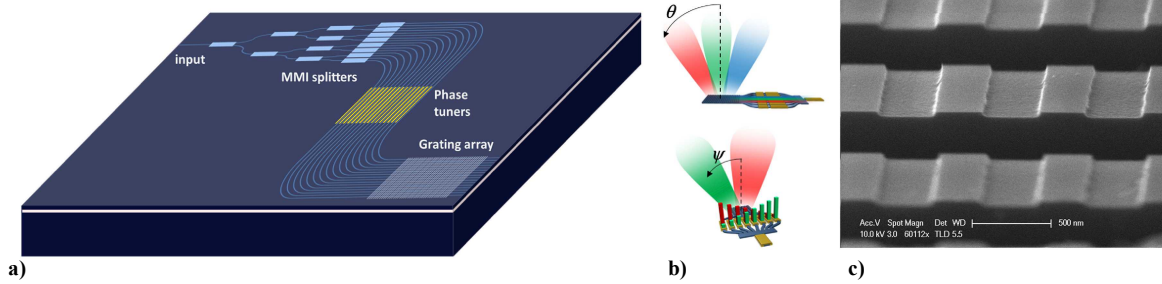 input
MMI splitters
Phase
tuners
Grating array
a)
θ
ψ
b)
Acc.V Spot Magn Det WD
10.0 kV 3.0 60112x TLD 5.5
500 nm
c)